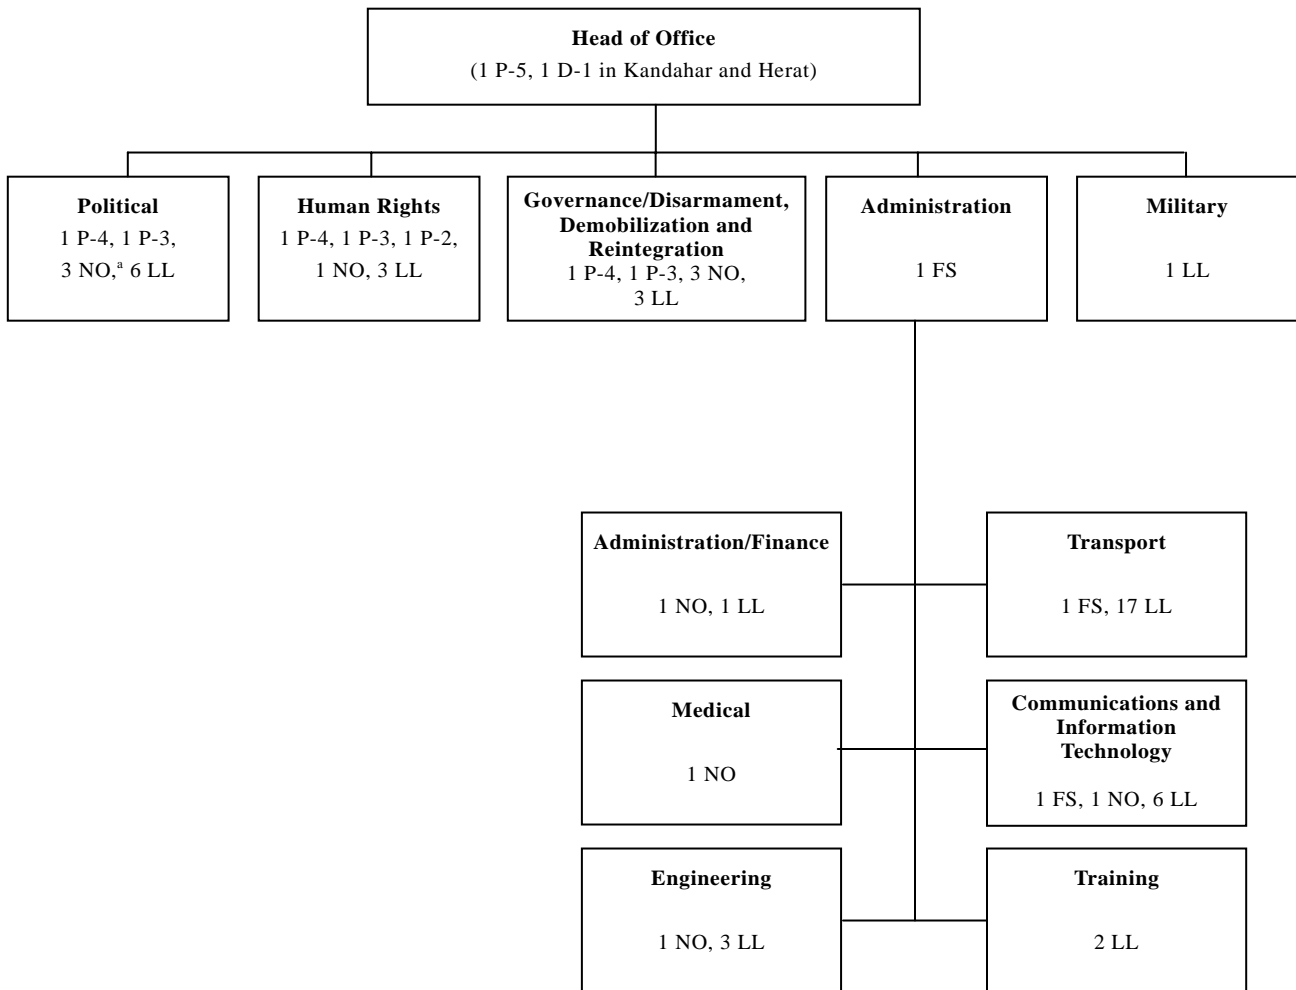 Head of Office
(1 P-5, 1 D-1 in Kandahar and Herat)
Political
1 P-4, 1 P-3,
3 NO,ᵃ 6 LL
Human Rights
1 P-4, 1 P-3, 1 P-2,
1 NO, 3 LL
Governance/Disarmament,
Demobilization and
Reintegration
1 P-4, 1 P-3, 3 NO,
3 LL
Administration
1 FS
Military
1 LL
Administration/Finance
1 NO, 1 LL
Transport
1 FS, 17 LL
Medical
1 NO
Communications and
Information
Technology
1 FS, 1 NO, 6 LL
Engineering
1 NO, 3 LL
Training
2 LL